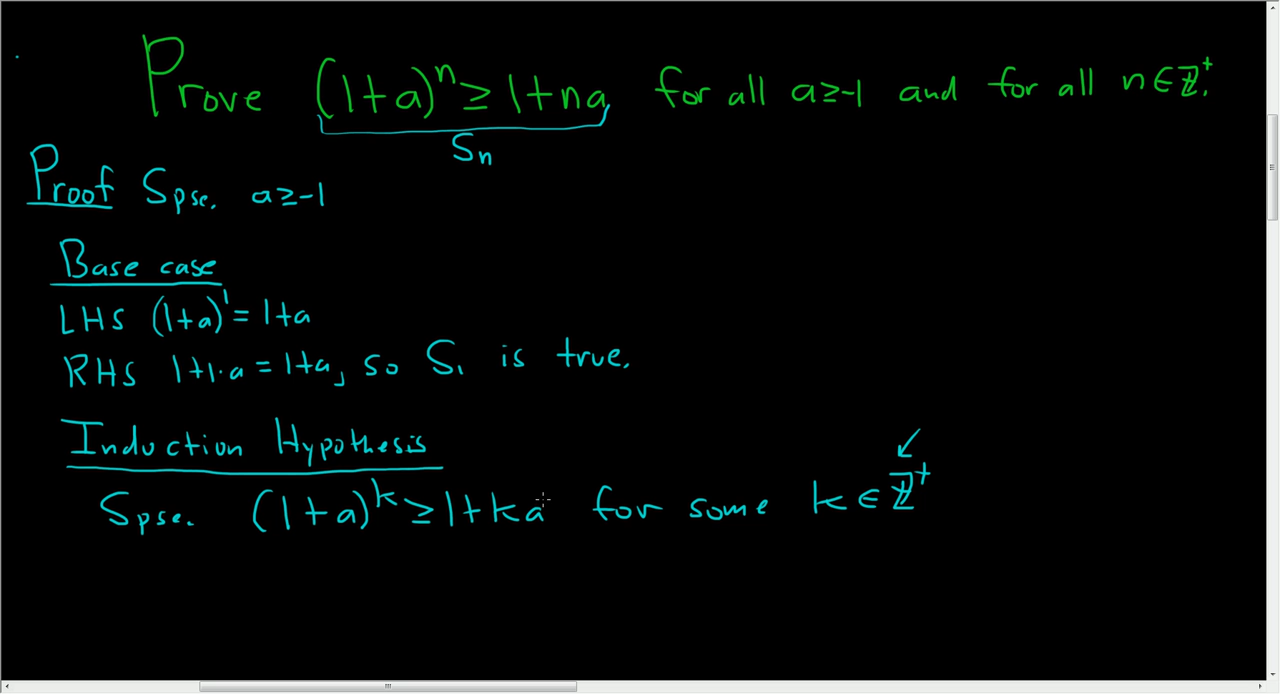 Prove (1+a)ⁿ ≥ 1+na for all a≥-1 and for all n∈ℤ⁺.
Sₙ
Proof Spse. a≥-1
Base case
LHS (1+a)¹ = 1+a
RHS 1+1·a = 1+a, so S₁ is true.
Induction Hypothesis
Spse. (1+a)ᵏ ≥ 1+ka for some k∈ℤ⁺